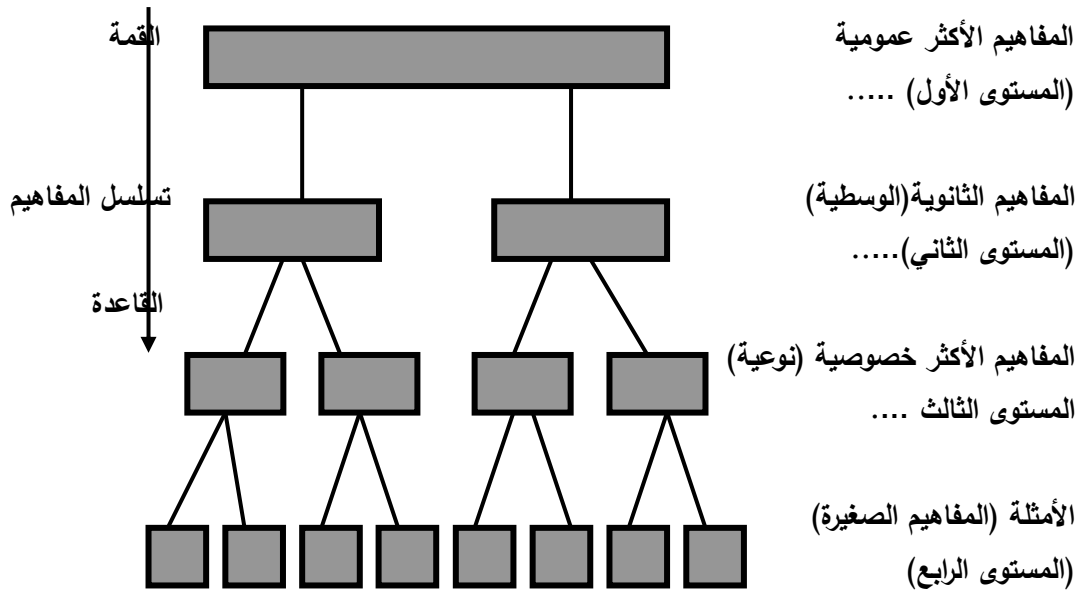 القمة
المفاهيم الأكثر عمومية
(المستوى الأول) .....
تسلسل المفاهيم
المفاهيم الثانوية(الوسطية)
(المستوى الثاني).....
القاعدة
المفاهيم الأكثر خصوصية (نوعية)
المستوى الثالث ....
الأمثلة (المفاهيم الصغيرة)
(المستوى الرابع)